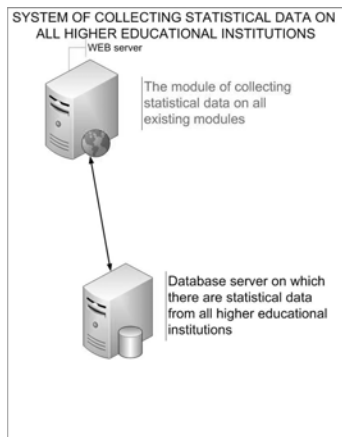 SYSTEM OF COLLECTING STATISTICAL DATA ON
ALL HIGHER EDUCATIONAL INSTITUTIONS
WEB server
The module of collecting
statistical data on all
existing modules
Database server on which
there are statistical data
from all higher educational
institutions